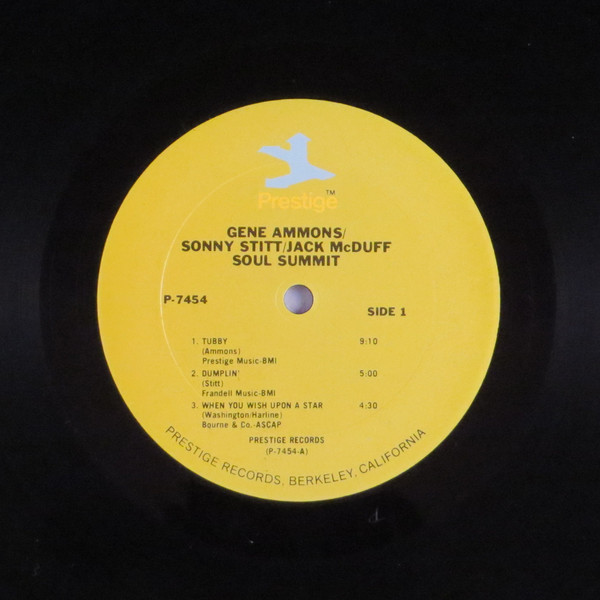 Prestige™
GENE AMMONS/
SONNY STITT/JACK McDUFF
SOUL SUMMIT
P-7454
SIDE 1
1. TUBBY 9:10
(Ammons)
Prestige Music-BMI
2. DUMPLIN' 5:00
(Stitt)
Frandell Music-BMI
3. WHEN YOU WISH UPON A STAR 4:30
(Washington/Harline)
Bourne & Co.-ASCAP
PRESTIGE RECORDS
(P-7454-A)
PRESTIGE RECORDS, BERKELEY, CALIFORNIA